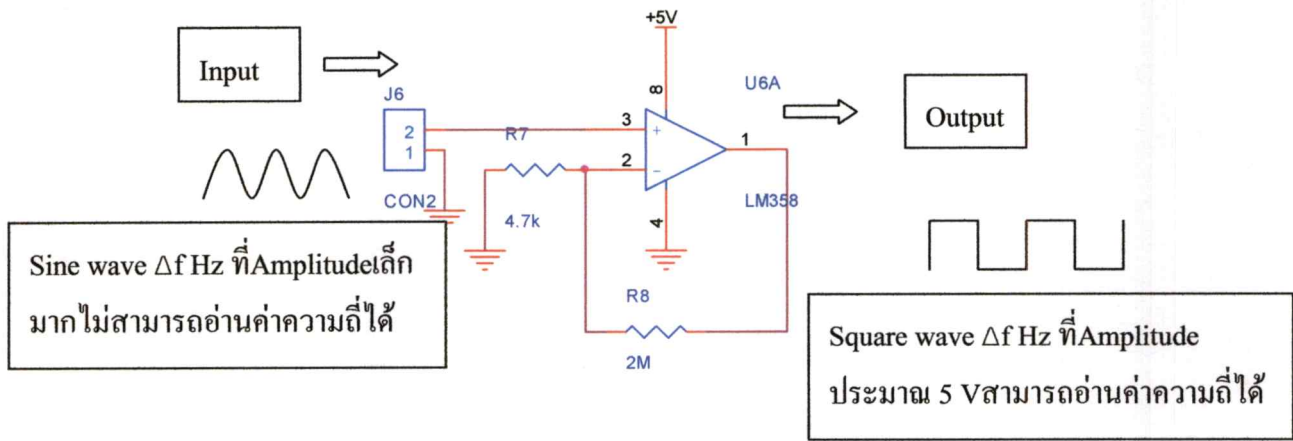 Input
J6
2
1
CON2
R7
4.7k
3
2
+5V
8
4
1
U6A
LM358
R8
2M
Output
Sine wave Δf Hz ที่Amplitudeเล็ก
มากไม่สามารถอ่านค่าความถี่ได้
Square wave Δf Hz ที่Amplitude
ประมาณ 5 Vสามารถอ่านค่าความถี่ได้